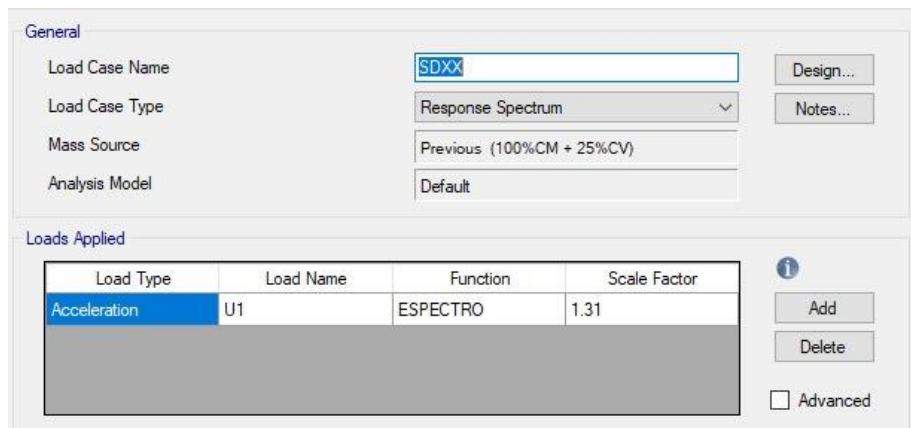 General
Load Case Name SDXX Design...
Load Case Type Response Spectrum Notes...
Mass Source Previous (100%CM + 25%CV)
Analysis Model Default
Loads Applied
Load Type Load Name Function Scale Factor
Acceleration U1 ESPECTRO 1.31 Add
Delete
Advanced